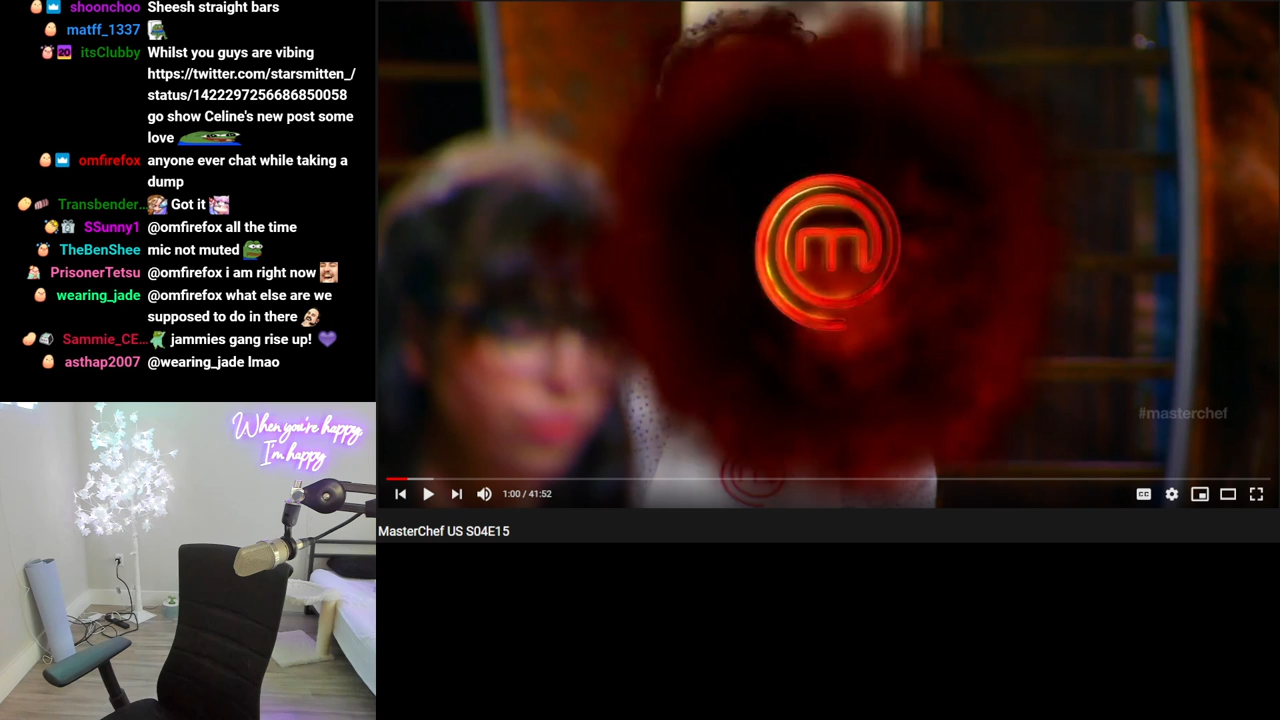 shoonchoo Sheesh straight bars
matff_1337
20 itsClubby Whilst you guys are vibing
https://twitter.com/starsmitten_/
status/1422297256686850058
go show Celine's new post some
love
omfirefox anyone ever chat while taking a
dump
Transbender... Got it
SSunny1 @omfirefox all the time
TheBenShee mic not muted
PrisonerTetsu @omfirefox i am right now
wearing_jade @omfirefox what else are we
supposed to do in there
Sammie_CE... jammies gang rise up!
asthap2007 @wearing_jade lmao
When you're happy,
I'm happy
m
#masterchef
1:00 / 41:52
CC
MasterChef US S04E15